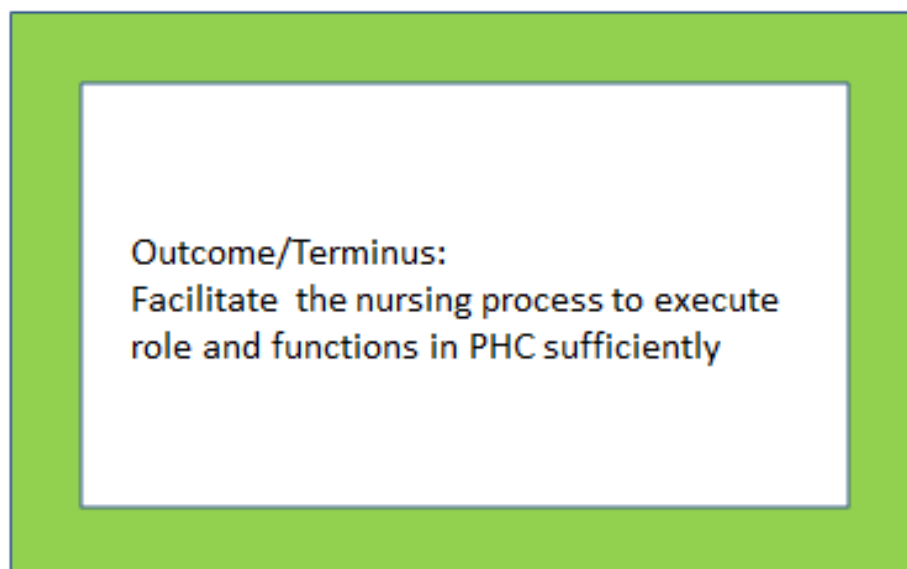 Outcome/Terminus:
Facilitate  the nursing process to execute
role and functions in PHC sufficiently